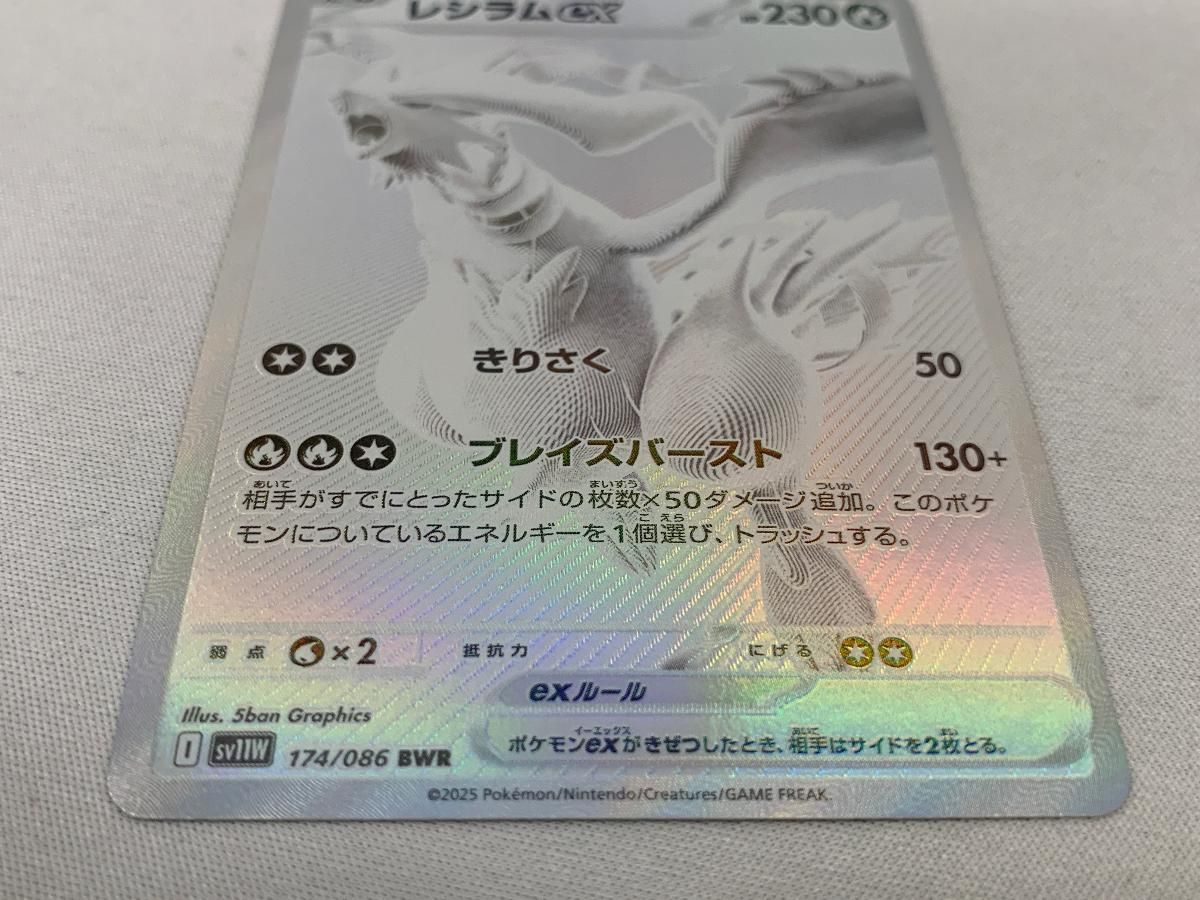 レシラムex HP230
きりさく 50
ブレイズバースト 130+
相手がすでにとったサイドの枚数×50ダメージ追加。このポケ
モンについているエネルギーを1個選び、トラッシュする。
弱点 ×2 抵抗力 にげる
exルール
Illus. 5ban Graphics
ポケモンexがきぜつしたとき、相手はサイドを2枚とる。
I SV11W 174/086 BWR
©2025 Pokémon/Nintendo/Creatures/GAME FREAK.